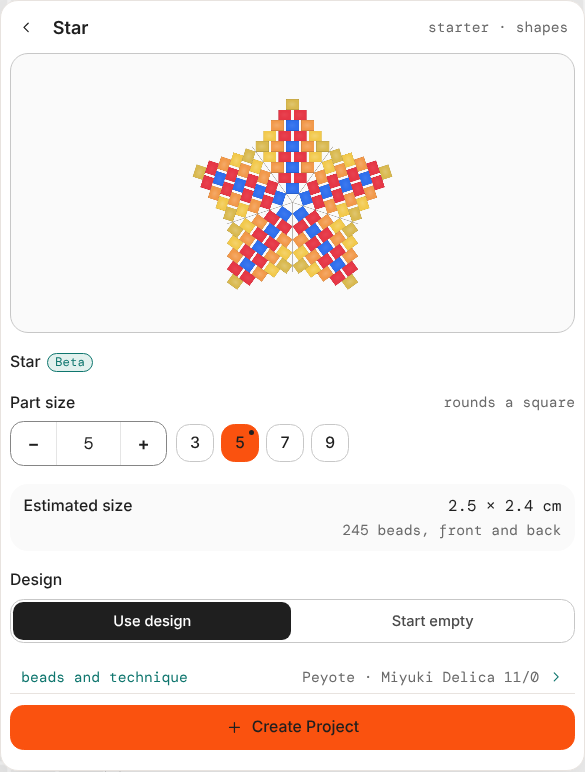 Star
starter · shapes
Star Beta
Part size
rounds a square
− 5 + 3 5 7 9
Estimated size
2.5 × 2.4 cm
245 beads, front and back
Design
Use design
Start empty
beads and technique
Peyote · Miyuki Delica 11/0
+ Create Project